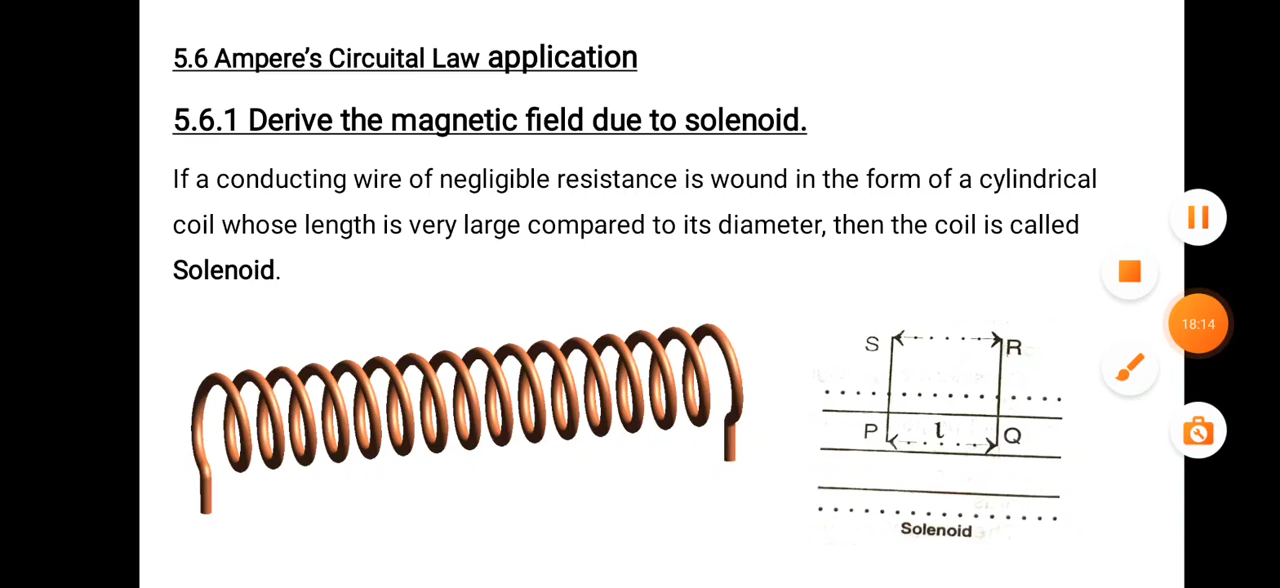 5.6 Ampere’s Circuital Law application
5.6.1 Derive the magnetic field due to solenoid.
If a conducting wire of negligible resistance is wound in the form of a cylindrical
coil whose length is very large compared to its diameter, then the coil is called
Solenoid.
S
R
P
l
Q
Solenoid
18:14